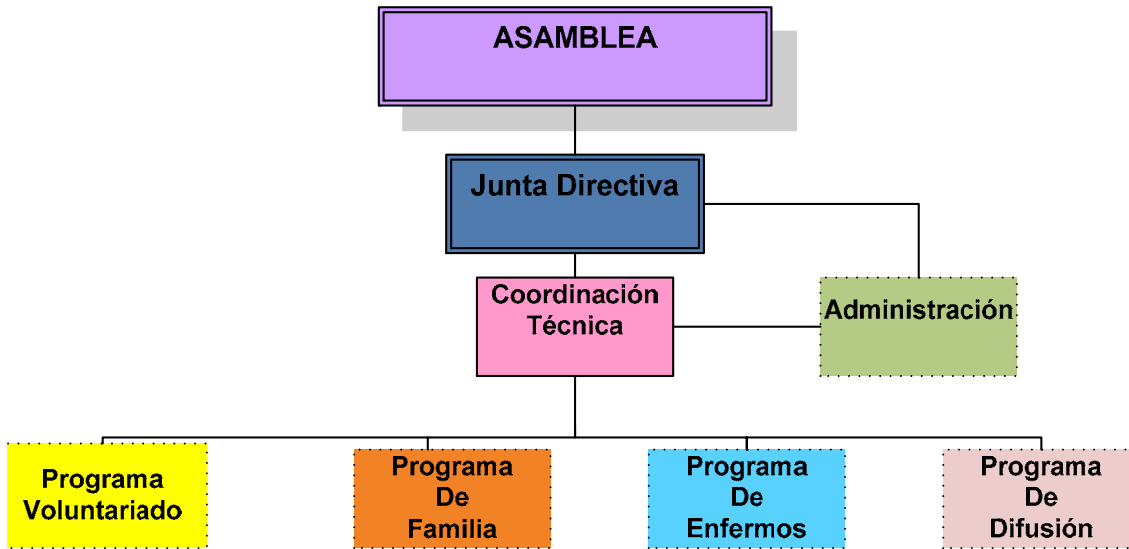 ASAMBLEA
Junta Directiva
Coordinación
Técnica
Administración
Programa
Voluntariado
Programa
De
Familia
Programa
De
Enfermos
Programa
De
Difusión